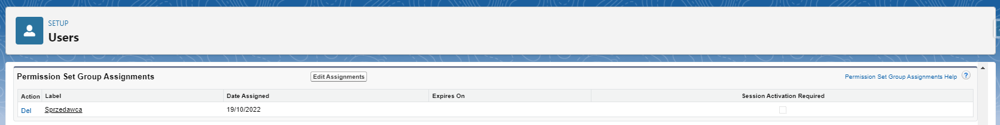 SETUP
Users
Permission Set Group Assignments Edit Assignments Permission Set Group Assignments Help ?
Action Label Date Assigned Expires On Session Activation Required
Del Sprzedawca 19/10/2022